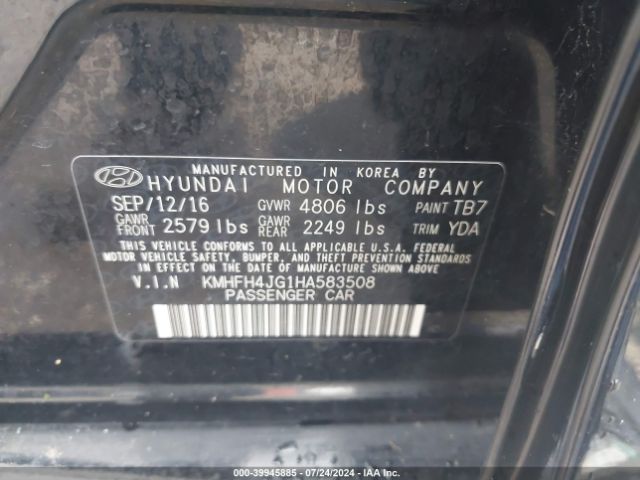 MANUFACTURED IN KOREA BY
HYUNDAI MOTOR COMPANY
SEP/12/16 GVWR 4806 lbs PAINT TB7
GAWR FRONT 2579 lbs GAWR REAR 2249 lbs TRIM YDA
THIS VEHICLE CONFORMS TO ALL APPLICABLE U.S.A. FEDERAL
MOTOR VEHICLE SAFETY, BUMPER, AND THEFT PREVENTION STANDARDS
IN EFFECT ON THE DATE OF MANUFACTURE SHOWN ABOVE.
V.I.N KMHFH4JG1HA583508
PASSENGER CAR
000-39945885 - 07/24/2024 - IAA Inc.